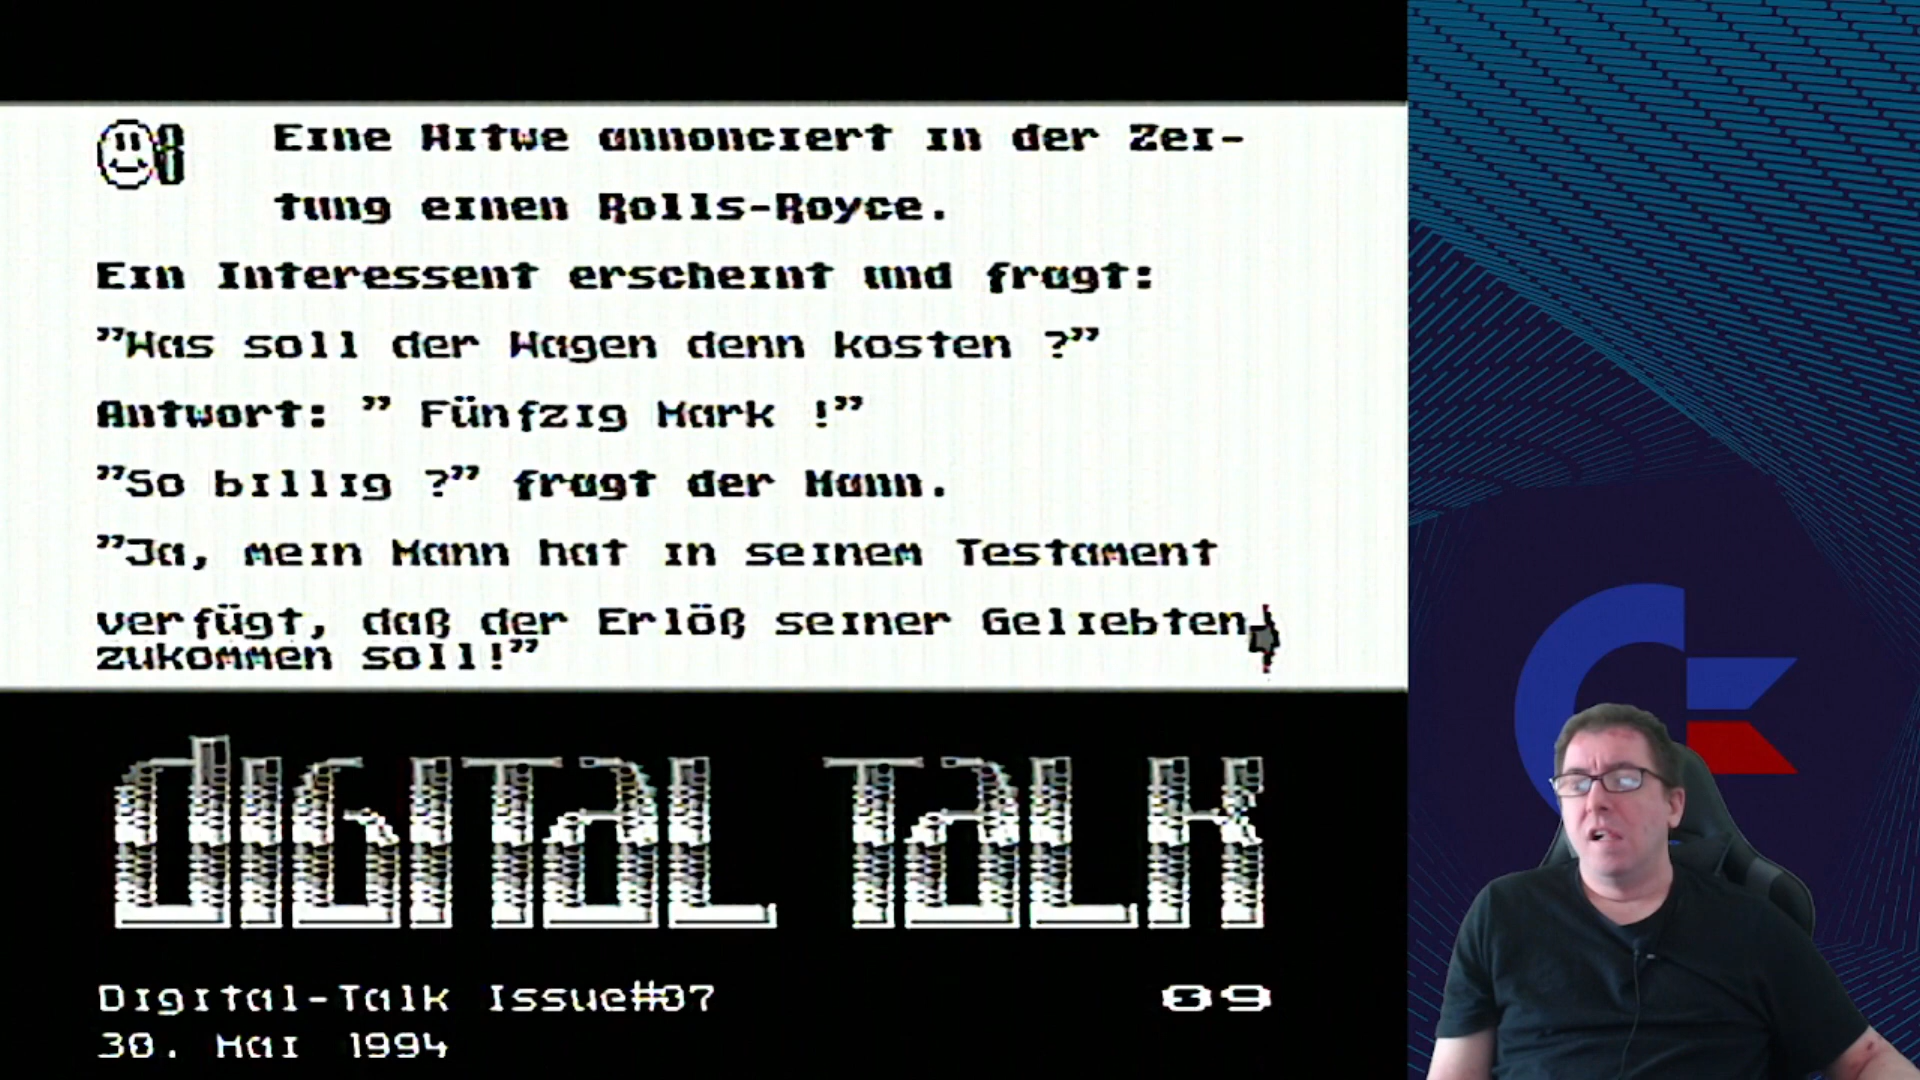 Eine Witwe annonciert in der Zei-
tung einen Rolls-Royce.
Ein Interessent erscheint und fragt:
"Was soll der Wagen denn kosten ?"
Antwort: " Fünfzig Mark !"
"So billig ?" fragt der Mann.
"Ja, mein Mann hat in seinem Testament
verfügt, daß der Erlöß seiner Geliebten
zukommen soll!"
DIGITAL TALK
Digital-Talk Issue#07
09
30. Mai 1994